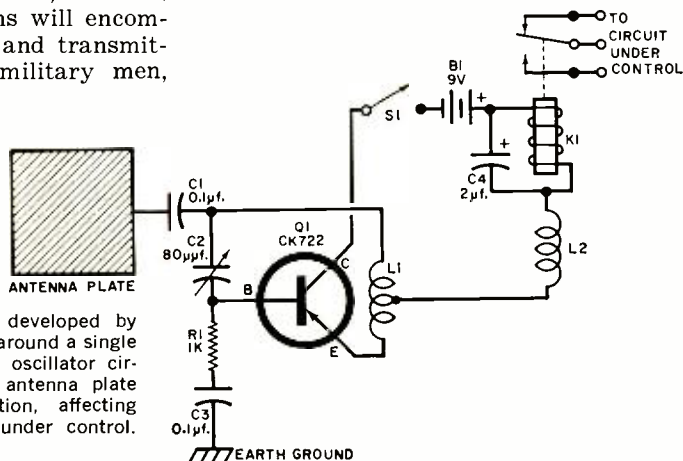 ns will encom-
and transmit-
military men,
TO
CIRCUIT
UNDER
CONTROL
B1
9V
+
S1
+
K1
C4
2µf.
C1
0.1µf.
Q1
CK722
C2
80µµf.
L1
L2
C
B
E
ANTENNA PLATE
R1
1K
developed by
around a single
oscillator cir-
antenna plate
tion, affecting
under control.
C3
0.1µf.
EARTH GROUND